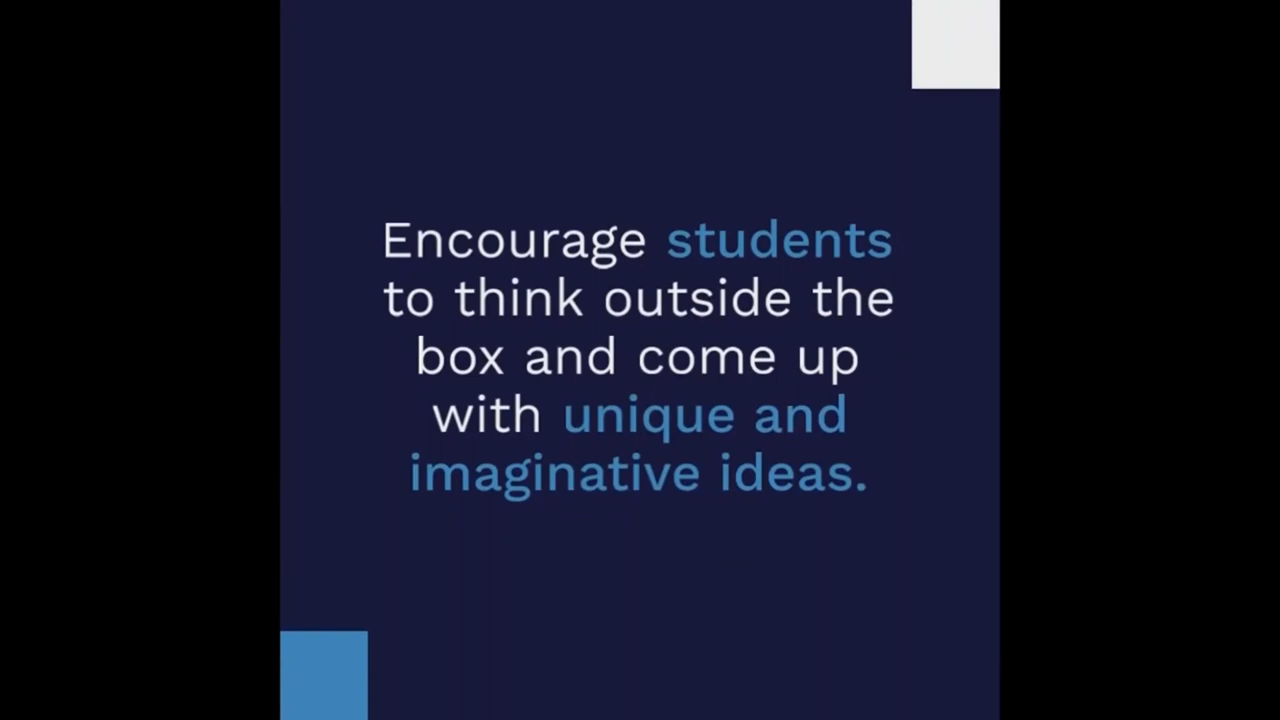 Encourage students
to think outside the
box and come up
with unique and
imaginative ideas.